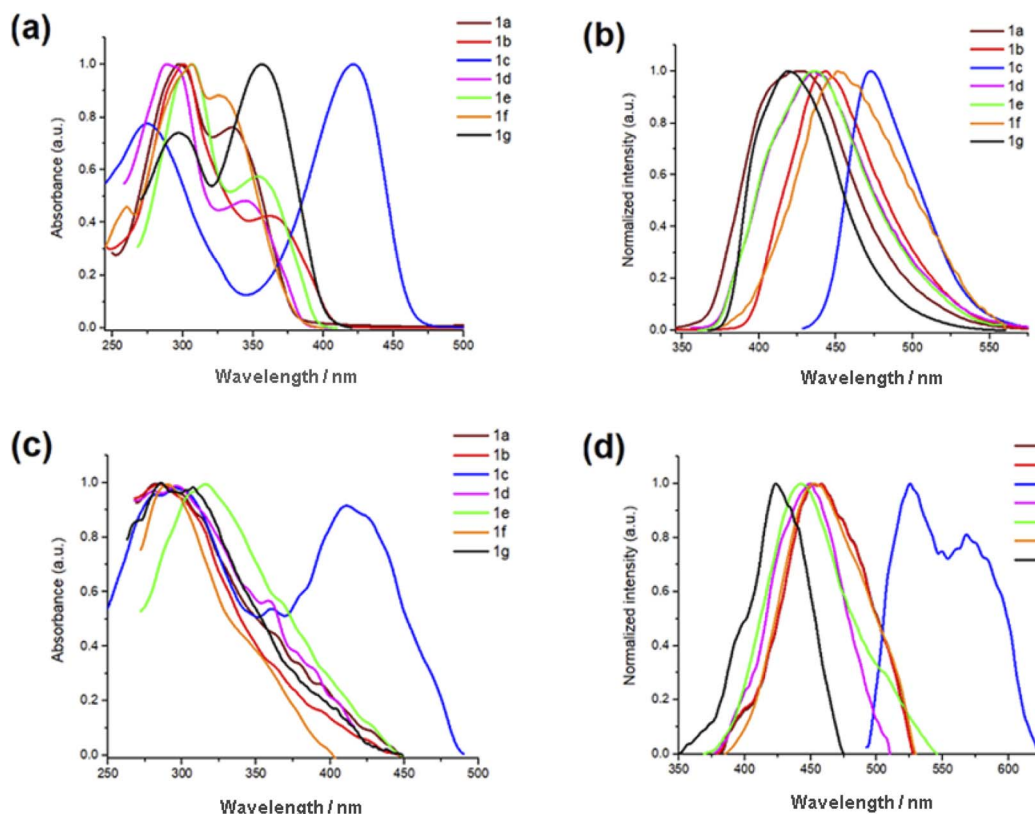 (a)
1a
1b
1c
1d
1e
1f
1g
Absorbance (a.u.)
1.0
0.8
0.6
0.4
0.2
0.0
250 300 350 400 450 500
Wavelength / nm
(b)
1a
1b
1c
1d
1e
1f
1g
Normalized intensity (a.u.)
1.0
0.8
0.6
0.4
0.2
0.0
350 400 450 500 550
Wavelength / nm
(c)
1a
1b
1c
1d
1e
1f
1g
Absorbance (a.u.)
1.0
0.8
0.6
0.4
0.2
0.0
250 300 350 400 450 500
Wavelength / nm
(d)
Normalized intensity (a.u.)
1.0
0.8
0.6
0.4
0.2
0.0
350 400 450 500 550 600
Wavelength / nm